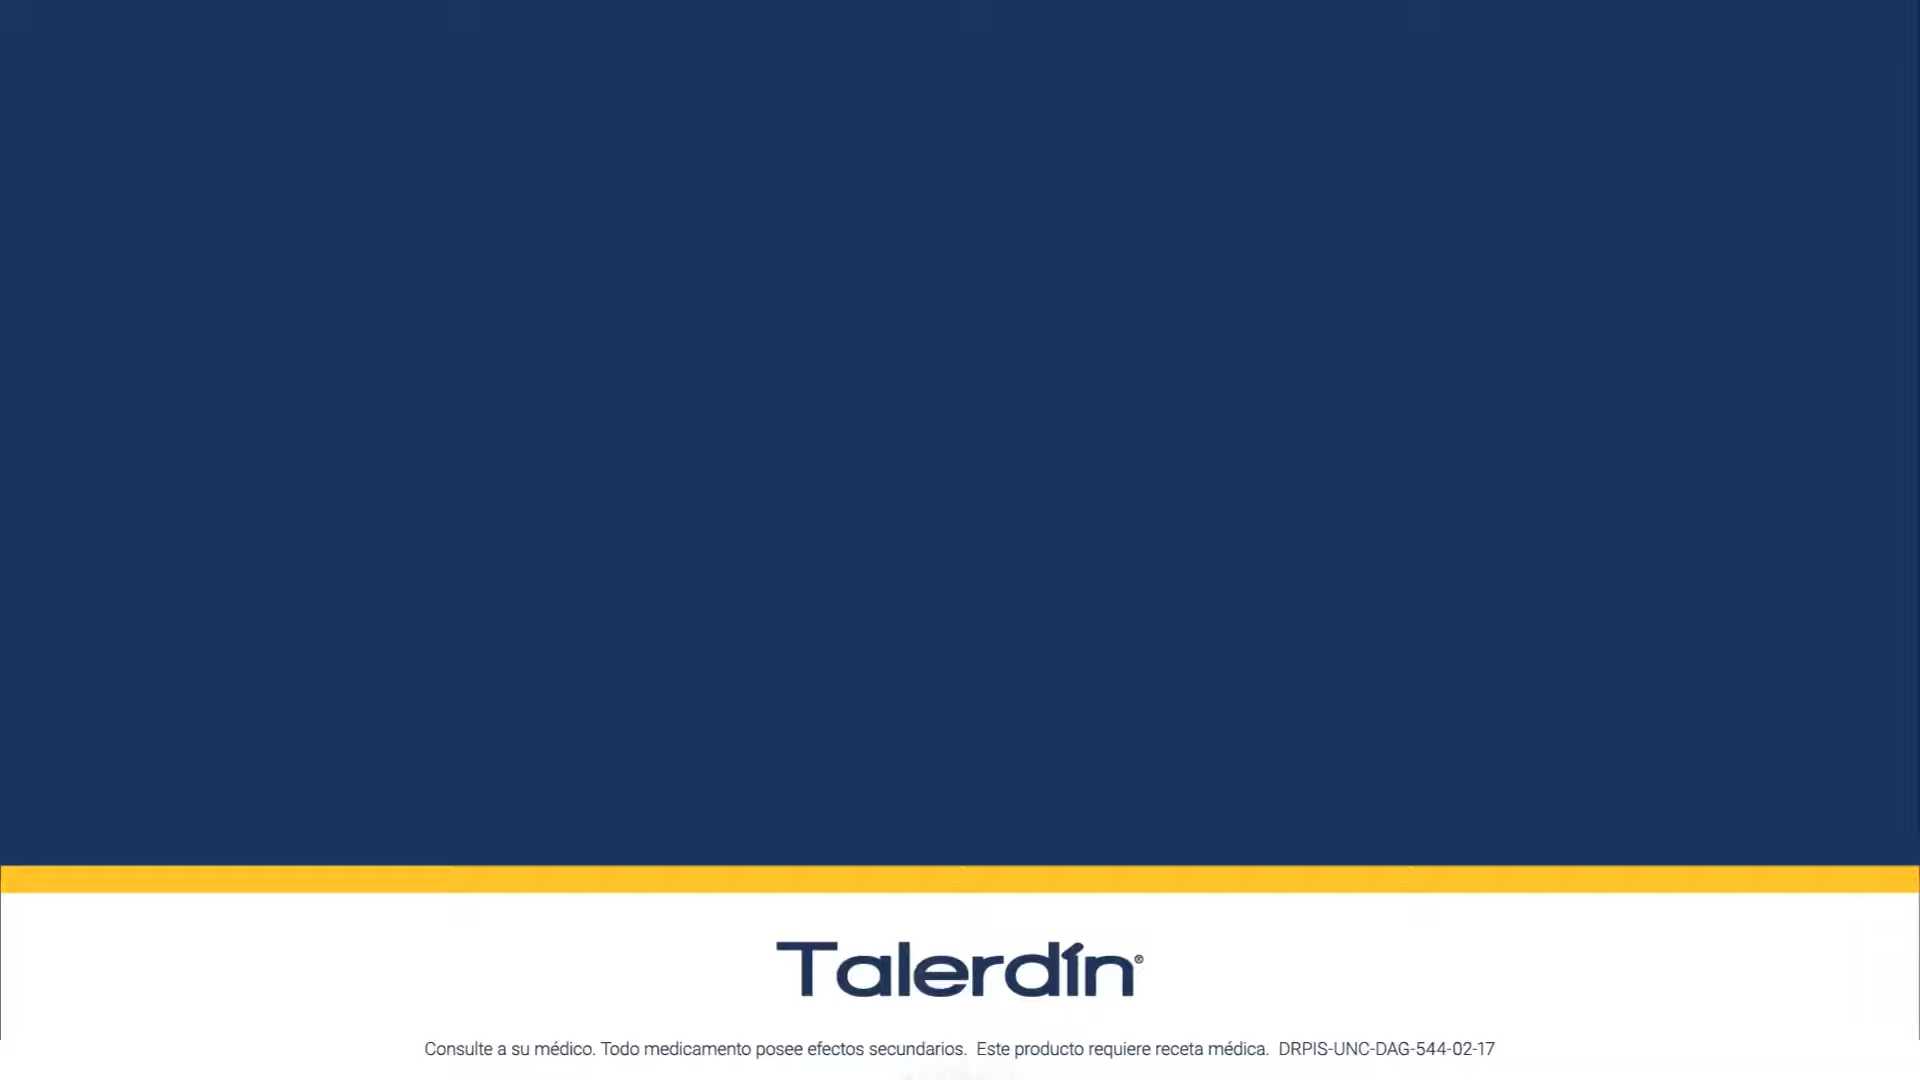 Talerdín®
Consulte a su médico. Todo medicamento posee efectos secundarios.  Este producto requiere receta médica.  DRPIS-UNC-DAG-544-02-17